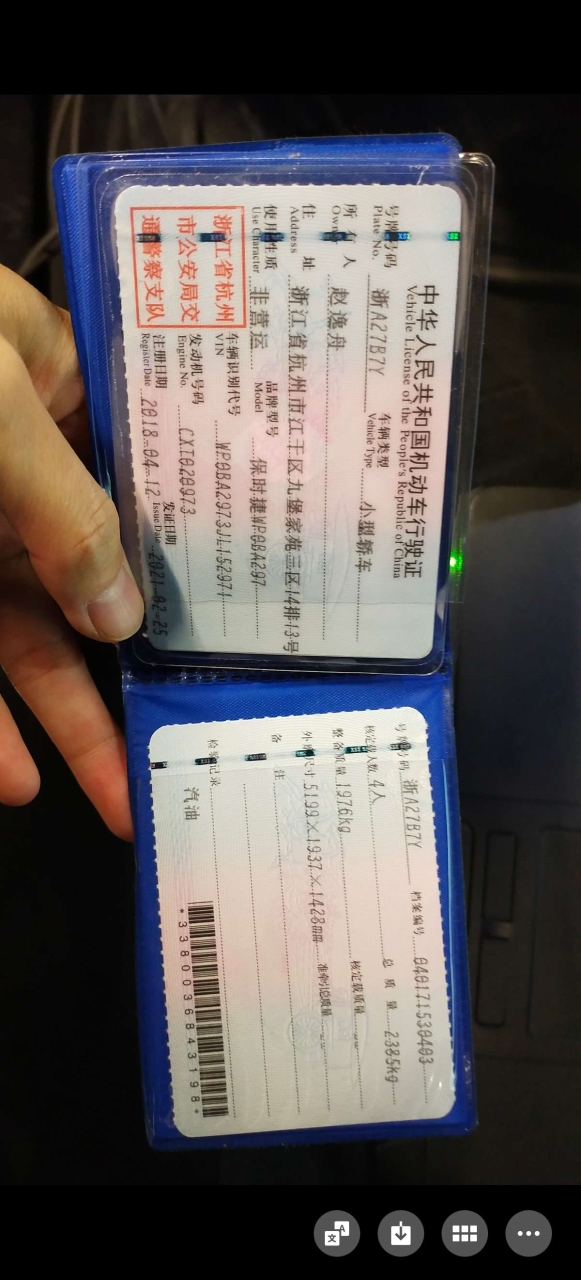 中华人民共和国机动车行驶证
Vehicle License of the People's Republic of China
号牌号码 浙A27B7Y 车辆类型 小型轿车
Plate No. Vehicle Type
所有人 赵逸舟
Owner
住址 浙江省杭州市江干区九堡家苑三区14排13号
Address
使用性质 非营运 品牌型号 保时捷WP0BA297
Use Character Model
浙江省杭州
市公安局交
通警察支队
车辆识别代号 WP0BA2973JL152971
VIN
发动机号码 CXT020973
Engine No.
注册日期 2018-04-12 发证日期 2021-02-25
Register Date Issue Date
号牌号码 浙A27B7Y 档案编号 040171530403
核定载人数 4人 总质量 2385kg
整备质量 1976kg 核定载质量 --
外廓尺寸 5199×1937×1428mm 准牵引总质量 --
备注
检验记录
汽油
*3380036843198*